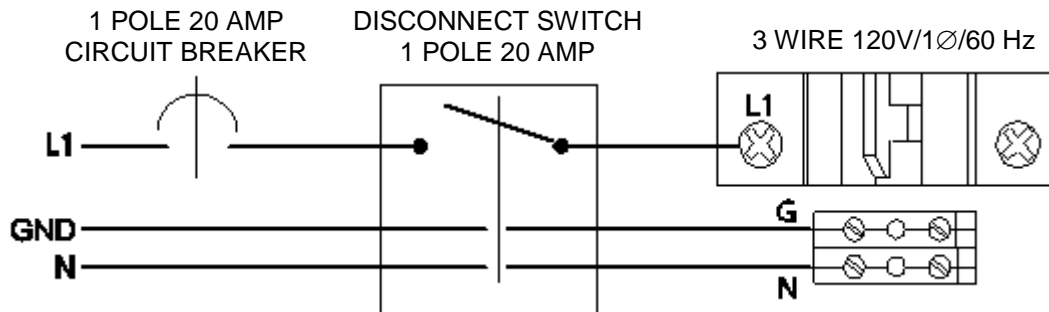 1 POLE 20 AMP
CIRCUIT BREAKER
DISCONNECT SWITCH
1 POLE 20 AMP
3 WIRE 120V/1∅/60 Hz
L1
L1
GND
G
N
N